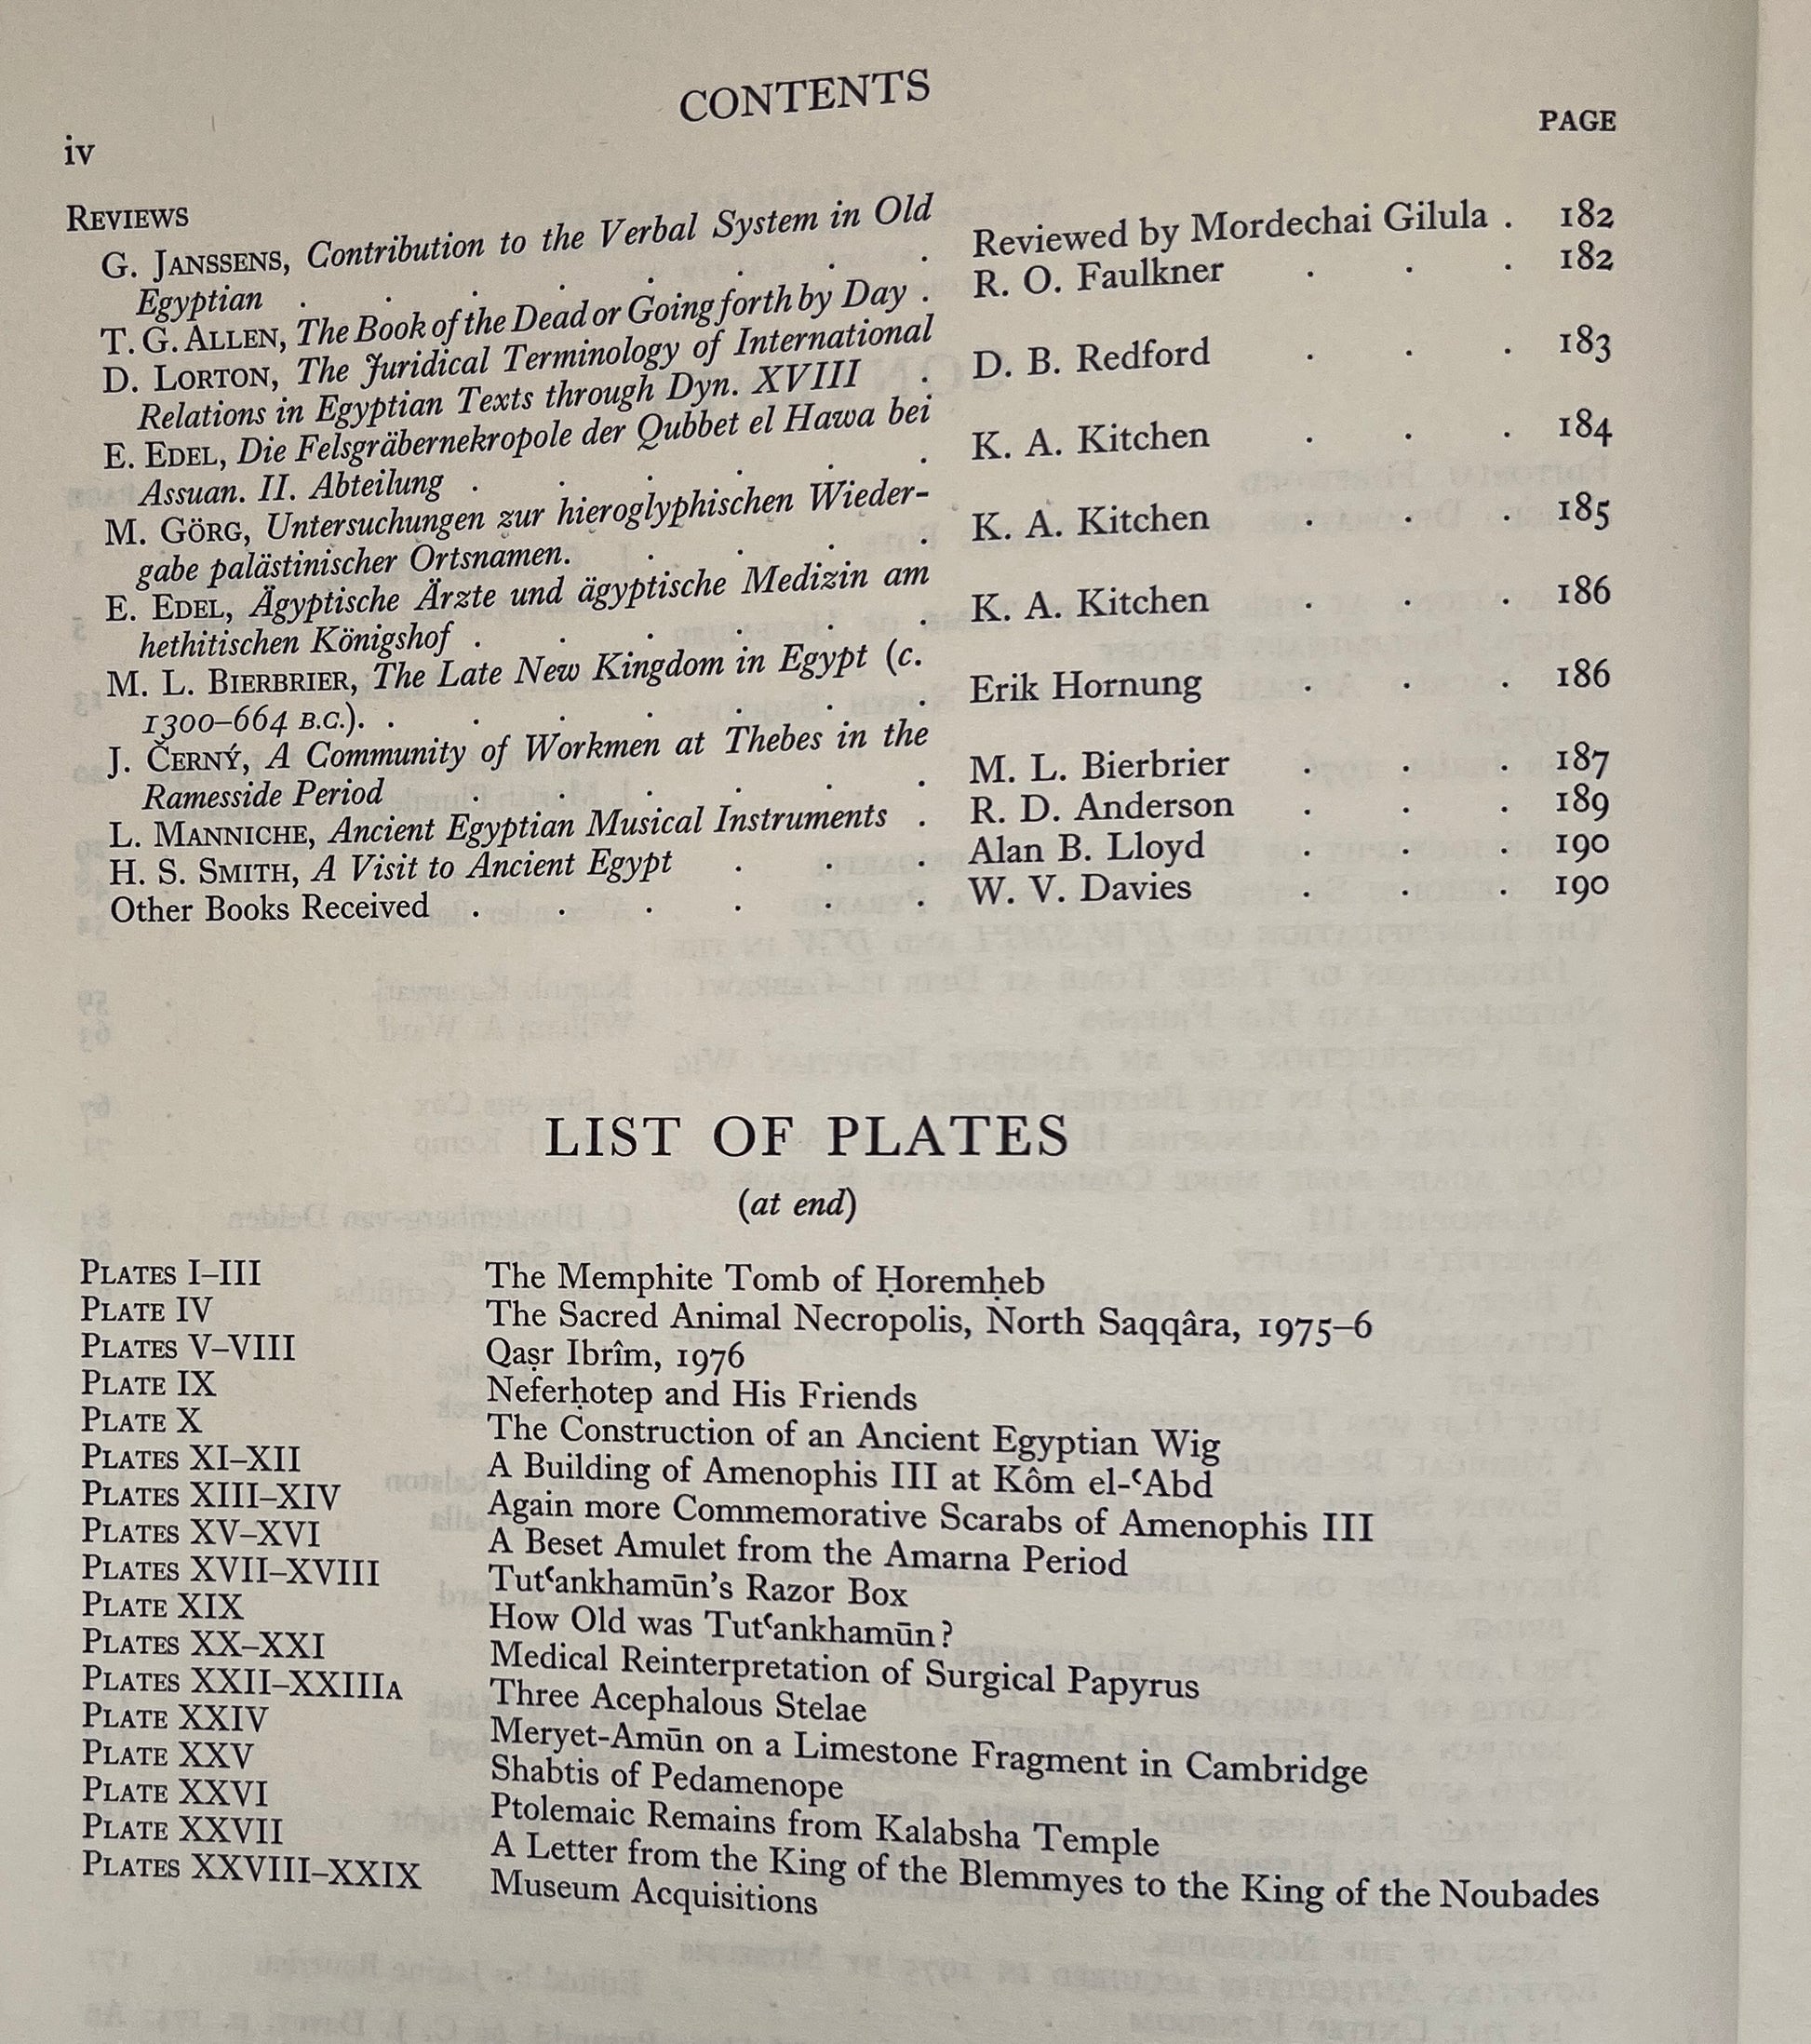 CONTENTS
iv
PAGE
REVIEWS
G. JANSSENS, Contribution to the Verbal System in Old
Egyptian . . . . . . . . Reviewed by Mordechai Gilula . 182
T. G. ALLEN, The Book of the Dead or Going forth by Day . R. O. Faulkner . . . 182
D. LORTON, The Juridical Terminology of International
Relations in Egyptian Texts through Dyn. XVIII . D. B. Redford . . . 183
E. EDEL, Die Felsgräbernekropole der Qubbet el Hawa bei
Assuan. II. Abteilung . . . . . . K. A. Kitchen . . . 184
M. GÖRG, Untersuchungen zur hieroglyphischen Wieder-
gabe palästinischer Ortsnamen. . . . . K. A. Kitchen . . . 185
E. EDEL, Ägyptische Ärzte und ägyptische Medizin am
hethitischen Königshof . . . . . . K. A. Kitchen . . . 186
M. L. BIERBRIER, The Late New Kingdom in Egypt (c.
1300–664 B.C.). . . . . . . . Erik Hornung . . . 186
J. ČERNÝ, A Community of Workmen at Thebes in the
Ramesside Period . . . . . . M. L. Bierbrier . . . 187
L. MANNICHE, Ancient Egyptian Musical Instruments . R. D. Anderson . . . 189
H. S. SMITH, A Visit to Ancient Egypt . . . Alan B. Lloyd . . . 190
Other Books Received . . . . . . W. V. Davies . . . 190
LIST OF PLATES
(at end)
PLATES I–III The Memphite Tomb of Ḥoremḥeb
PLATE IV The Sacred Animal Necropolis, North Saqqâra, 1975–6
PLATES V–VIII Qaṣr Ibrîm, 1976
PLATE IX Neferḥotep and His Friends
PLATE X The Construction of an Ancient Egyptian Wig
PLATES XI–XII A Building of Amenophis III at Kôm el-ʿAbd
PLATES XIII–XIV Again more Commemorative Scarabs of Amenophis III
PLATES XV–XVI A Beset Amulet from the Amarna Period
PLATES XVII–XVIII Tutʿankhamūn's Razor Box
PLATE XIX How Old was Tutʿankhamūn?
PLATES XX–XXI Medical Reinterpretation of Surgical Papyrus
PLATES XXII–XXIIIA Three Acephalous Stelae
PLATE XXIV Meryet-Amūn on a Limestone Fragment in Cambridge
PLATE XXV Shabtis of Pedamenope
PLATE XXVI Ptolemaic Remains from Kalabsha Temple
PLATE XXVII A Letter from the King of the Blemmyes to the King of the Noubades
PLATES XXVIII–XXIX Museum Acquisitions